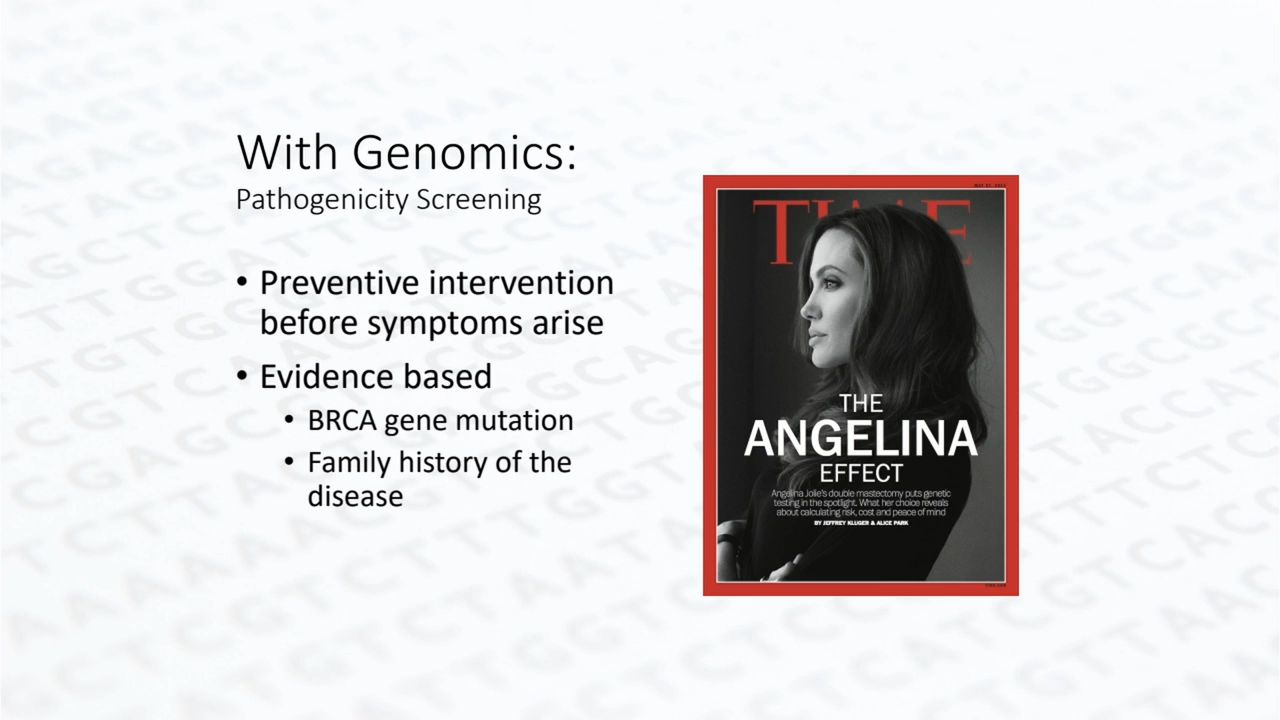 With Genomics:
Pathogenicity Screening
• Preventive intervention
before symptoms arise
• Evidence based
• BRCA gene mutation
• Family history of the
disease
TIME
THE
ANGELINA
EFFECT
Angelina Jolie's double mastectomy puts genetic
testing in the spotlight. What her choice reveals
about calculating risk, cost and peace of mind
BY JEFFREY KLUGER & ALICE PARK